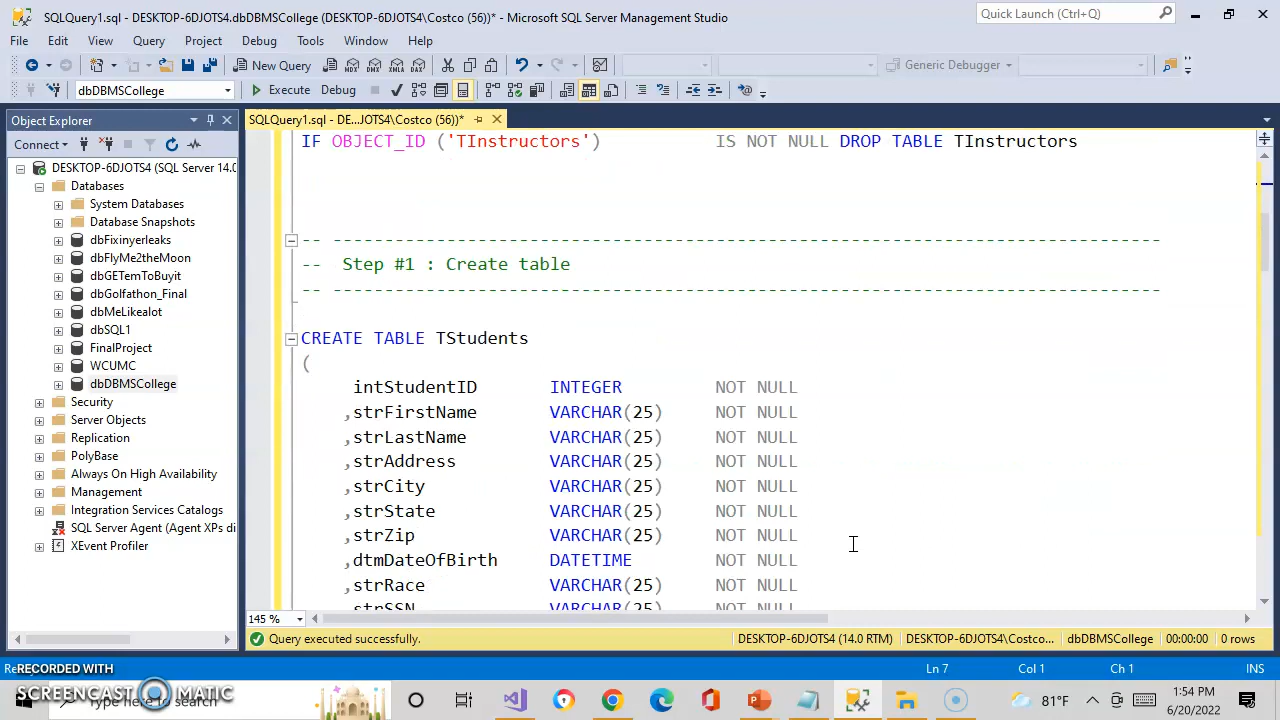 SQLQuery1.sql - DESKTOP-6DJOTS4.dbDBMSCollege (DESKTOP-6DJOTS4\Costco (56))* - Microsoft SQL Server Management Studio
Quick Launch (Ctrl+Q)
File Edit View Query Project Debug Tools Window Help
New Query
MDX DMX XMLA DAX
Generic Debugger
dbDBMSCollege
Execute Debug
Object Explorer
SQLQuery1.sql - DE...JOTS4\Costco (56))*
Connect
DESKTOP-6DJOTS4 (SQL Server 14.0
Databases
System Databases
Database Snapshots
dbFixinyerleaks
dbFlyMe2theMoon
dbGETemToBuyit
dbGolfathon_Final
dbMeLikealot
dbSQL1
FinalProject
WCUMC
dbDBMSCollege
Security
Server Objects
Replication
PolyBase
Always On High Availability
Management
Integration Services Catalogs
SQL Server Agent (Agent XPs di
XEvent Profiler
IF OBJECT_ID ('TInstructors') IS NOT NULL DROP TABLE TInstructors
-- --------------------------------------------------------------------------------
-- Step #1 : Create table
-- --------------------------------------------------------------------------------
CREATE TABLE TStudents
(
intStudentID INTEGER NOT NULL
,strFirstName VARCHAR(25) NOT NULL
,strLastName VARCHAR(25) NOT NULL
,strAddress VARCHAR(25) NOT NULL
,strCity VARCHAR(25) NOT NULL
,strState VARCHAR(25) NOT NULL
,strZip VARCHAR(25) NOT NULL
,dtmDateOfBirth DATETIME NOT NULL
,strRace VARCHAR(25) NOT NULL
,strSSN VARCHAR(25) NOT NULL
145 %
Query executed successfully.
DESKTOP-6DJOTS4 (14.0 RTM) DESKTOP-6DJOTS4\Costco... dbDBMSCollege 00:00:00 0 rows
Ln 7 Col 1 Ch 1 INS
RECORDED WITH
SCREENCAST MATIC
Type here to search
81°F
1:54 PM
6/20/2022